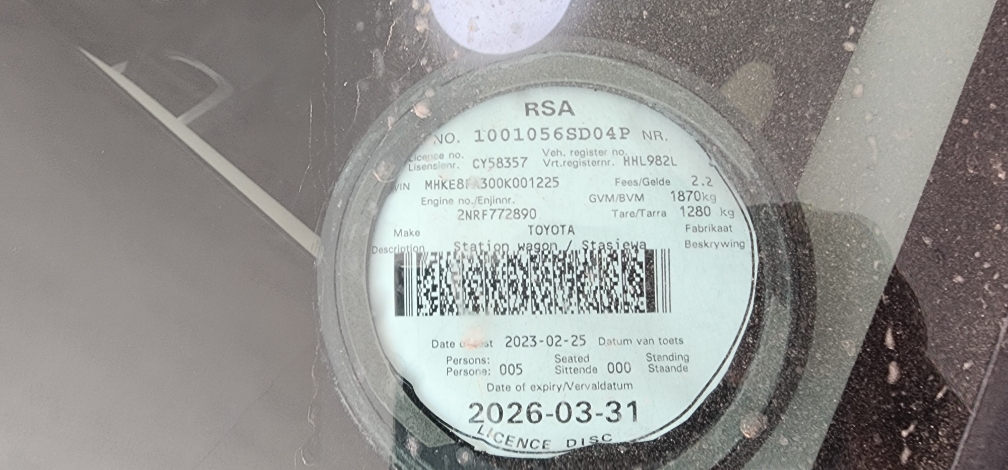 RSA
NO. 1001056SD04P NR.
Licence no. Veh. register no.
Lisensienr. CY58357 Vrt.registernr. HHL982L
VIN Fees/Gelde 2.2
Engine no./Enjinnr. GVM/BVM 1870kg
2NRF772890 Tare/Tarra 1280 kg
Make TOYOTA Fabrikaat
Description Station wagon / Stasiewa Beskrywing
Date 2023-02-25 Datum van toets
Persons: Seated Standing
Persone: 005 Sittende 000 Staande
Date of expiry/Vervaldatum
2026-03-31
LICENCE DISC